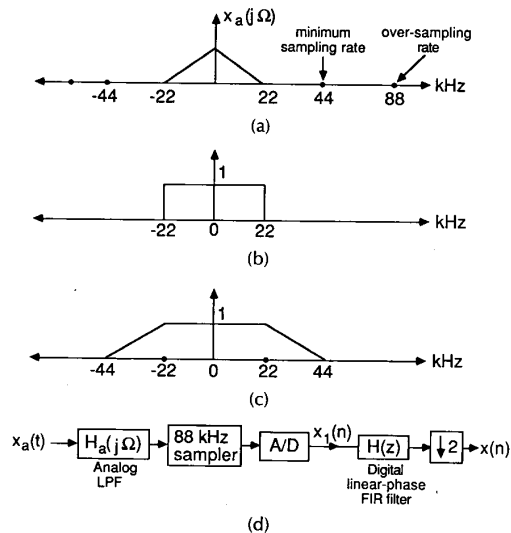 x_a(jΩ)
minimum sampling rate
over-sampling rate
-44 -22 22 44 88 kHz
(a)
1
-22 0 22 kHz
(b)
1
-44 -22 0 22 44 kHz
(c)
x_a(t) H_a(jΩ) 88 kHz sampler A/D x_1(n) H(z) ↓2 x(n)
Analog LPF
Digital linear-phase FIR filter
(d)